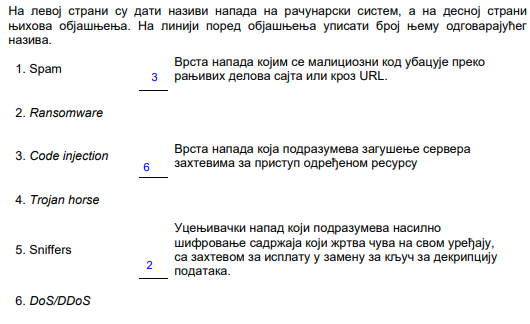 На левој страни су дати називи напада на рачунарски систем, а на десној страни
њихова објашњења. На линији поред објашњења уписати број њему одговарајућег
назива.
1. Spam
3
Врста напада којим се малициозни код убацује преко
рањивих делова сајта или кроз URL.
2. Ransomware
3. Code injection
6
Врста напада која подразумева загушење сервера
захтевима за приступ одређеном ресурсу
4. Trojan horse
5. Sniffers
2
Уцењивачки напад који подразумева насилно
шифровање садржаја који жртва чува на свом уређају,
са захтевом за исплату у замену за кључ за декрипцију
података.
6. DoS/DDoS